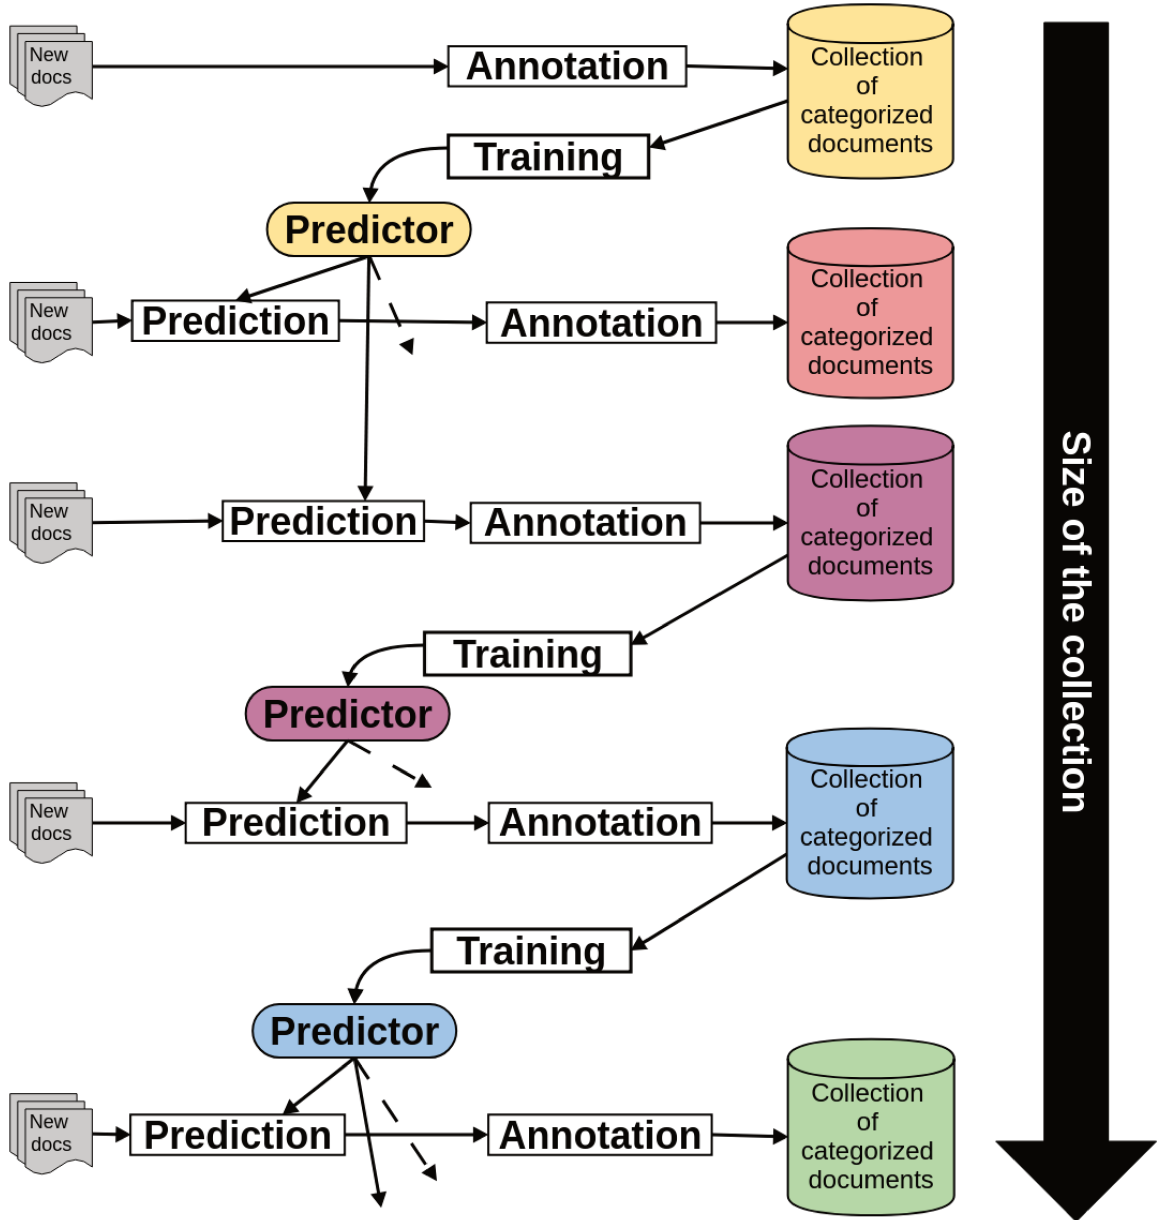 New
docs
Annotation
Collection
of
categorized
documents
Training
Predictor
New
docs
Prediction
Annotation
Collection
of
categorized
documents
New
docs
Prediction
Annotation
Collection
of
categorized
documents
Training
Predictor
New
docs
Prediction
Annotation
Collection
of
categorized
documents
Training
Predictor
New
docs
Prediction
Annotation
Collection
of
categorized
documents
Size of the collection